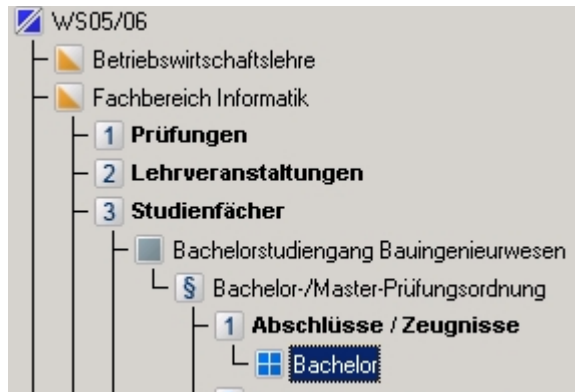 WS05/06
Betriebswirtschaftslehre
Fachbereich Informatik
1 Prüfungen
2 Lehrveranstaltungen
3 Studienfächer
Bachelorstudiengang Bauingenieurwesen
§ Bachelor-/Master-Prüfungsordnung
1 Abschlüsse / Zeugnisse
Bachelor